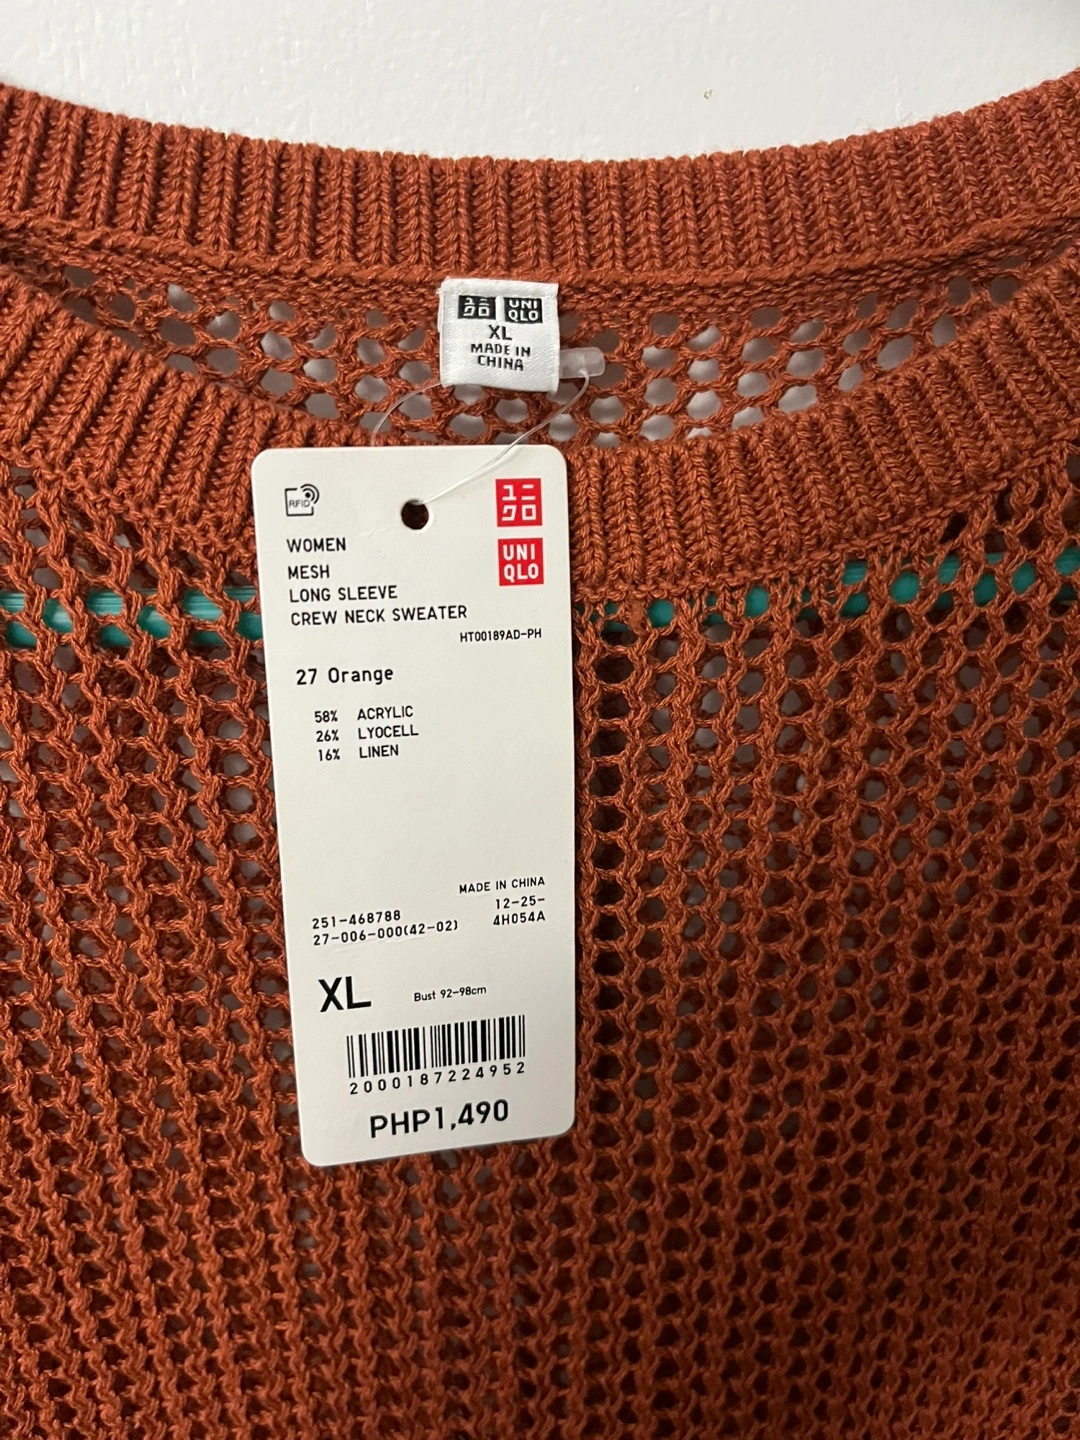 ユニ
クロ
UNI
QLO
XL
MADE IN
CHINA
RFID
ユニ
クロ
UNI
QLO
WOMEN
MESH
LONG SLEEVE
CREW NECK SWEATER
HT00189AD-PH
27 Orange
58% ACRYLIC
26% LYOCELL
16% LINEN
MADE IN CHINA
251-468788
27-006-000(42-02)
12-25-
4H054A
XL
Bust 92-98cm
2000187224952
PHP1,490